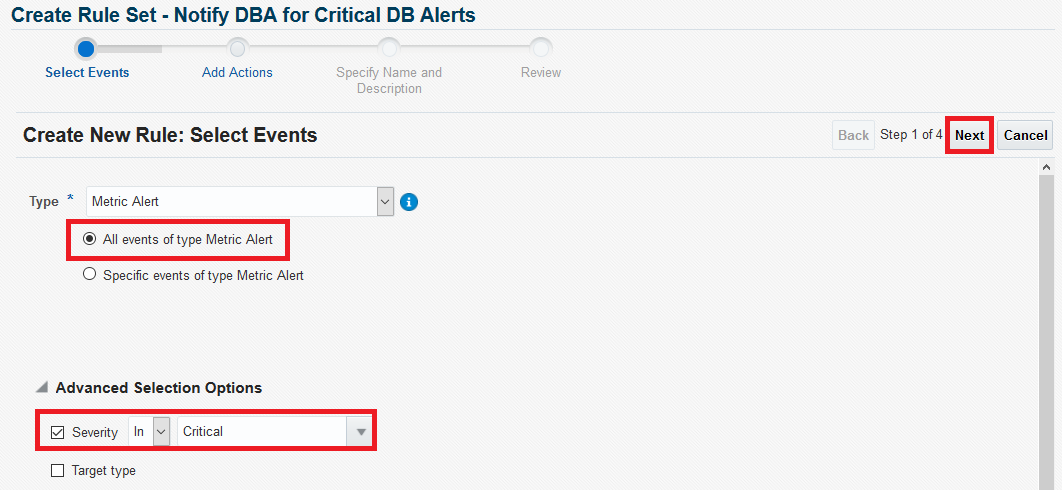 Create Rule Set - Notify DBA for Critical DB Alerts
Select Events
Add Actions
Specify Name and
Description
Review
Create New Rule: Select Events
Back Step 1 of 4 Next Cancel
Type * Metric Alert
All events of type Metric Alert
Specific events of type Metric Alert
Advanced Selection Options
Severity In Critical
Target type